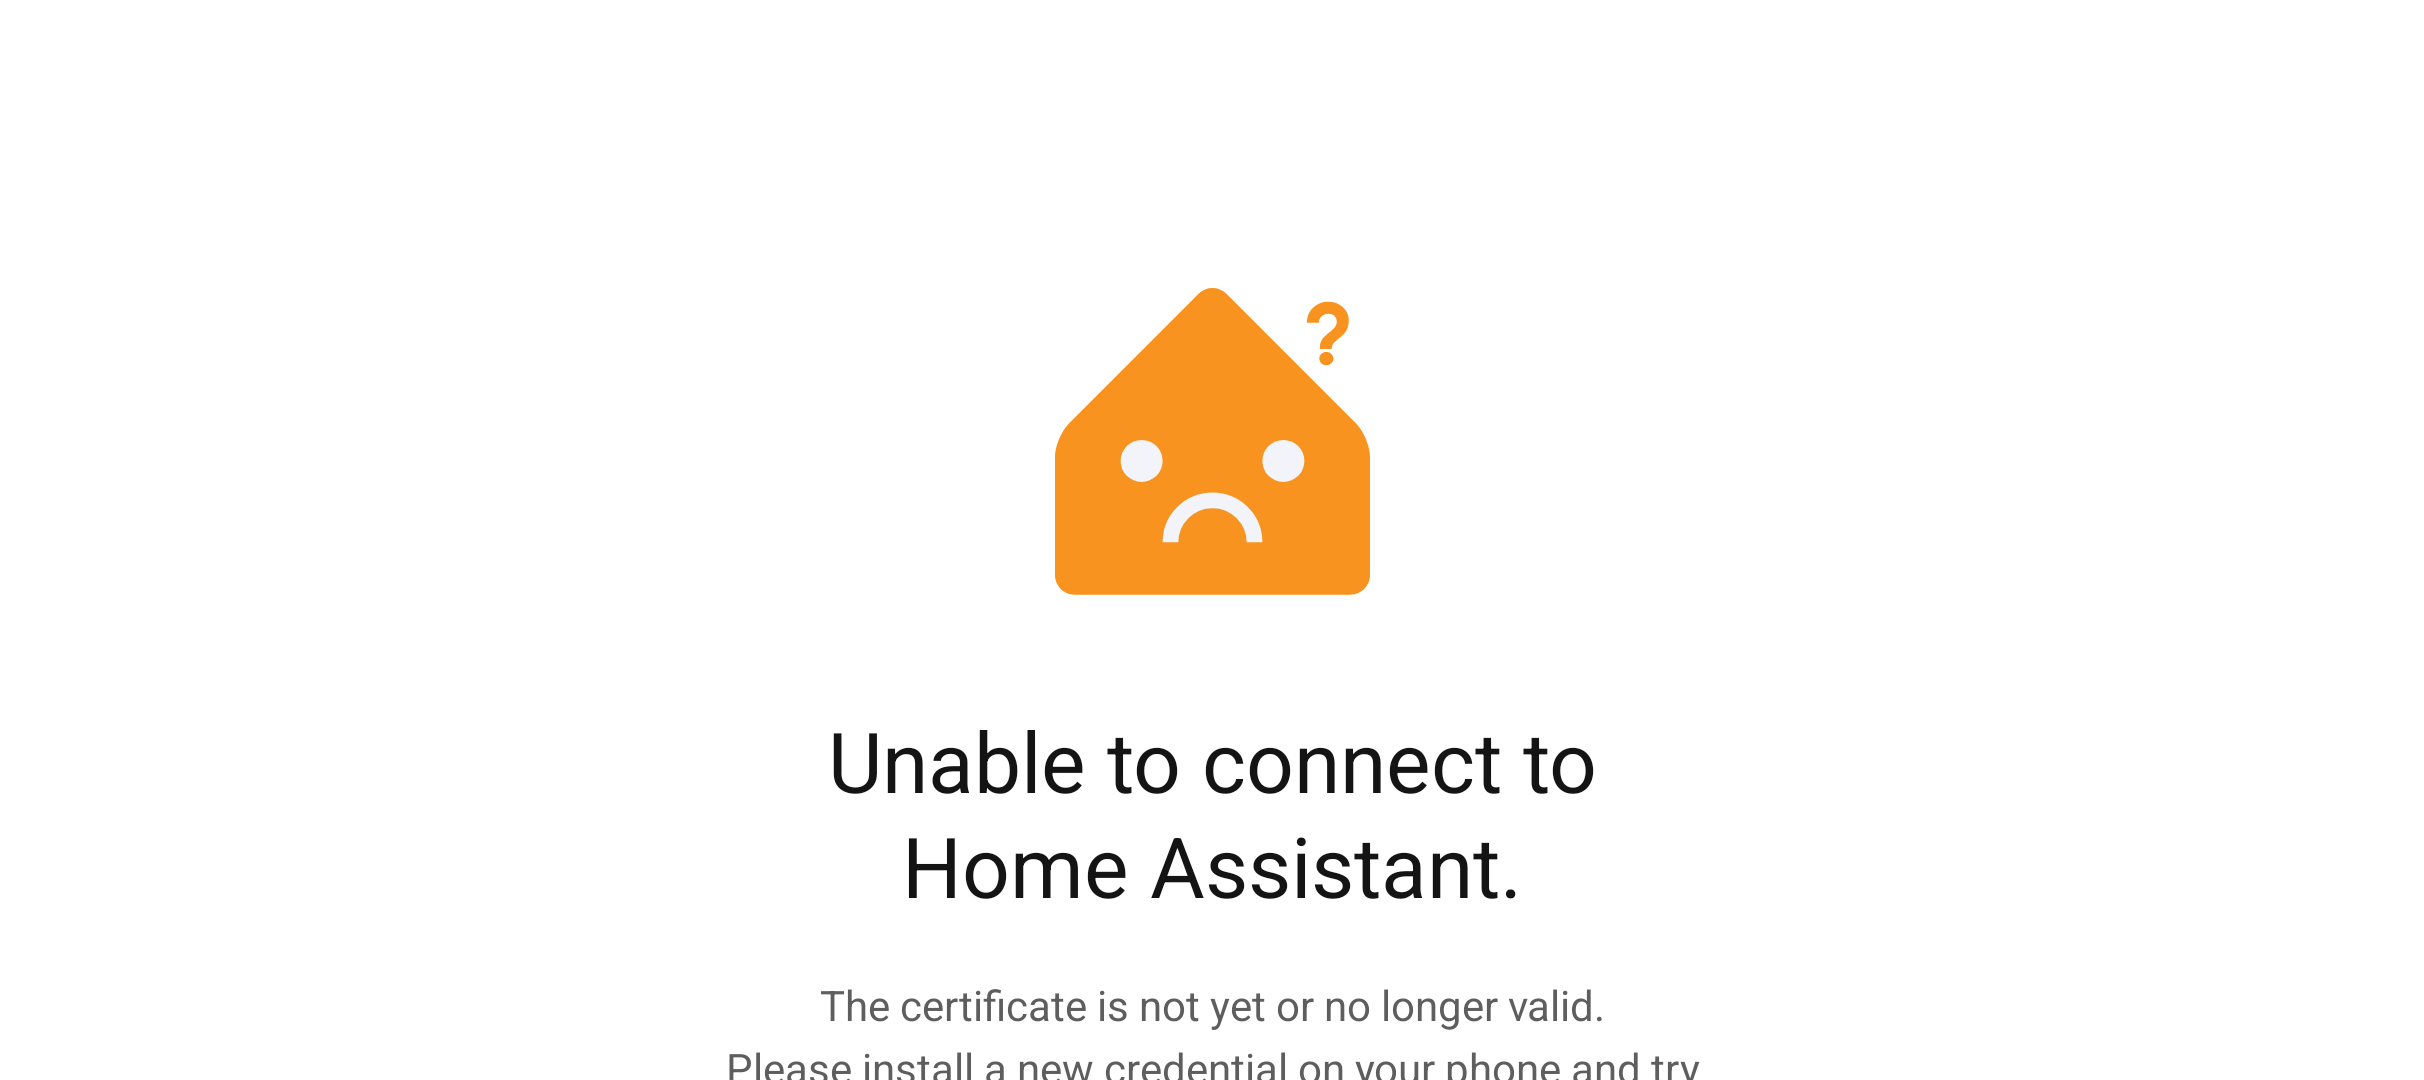 ?
Unable to connect to
Home Assistant.
The certificate is not yet or no longer valid.
Please install a new credential on your phone and try